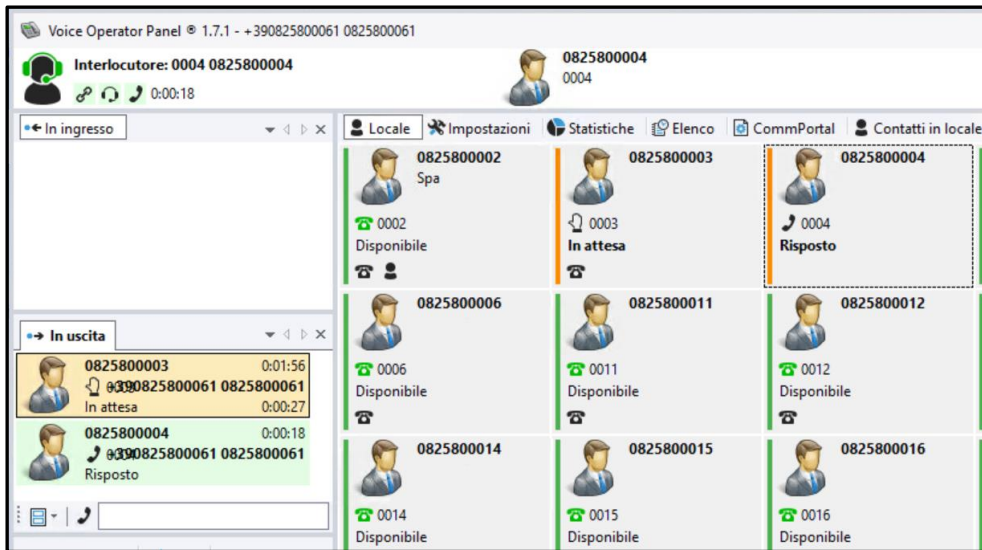 Voice Operator Panel ® 1.7.1 - +390825800061 0825800061
Interlocutore: 0004 0825800004
0:00:18
0825800004
0004
In ingresso
Locale Impostazioni Statistiche Elenco CommPortal Contatti in locale
0825800002
Spa
0002
Disponibile
0825800003
0003
In attesa
0825800004
0004
Risposto
0825800006
0006
Disponibile
0825800011
0011
Disponibile
0825800012
0012
Disponibile
In uscita
0825800003 0:01:56
+390825800061 0825800061
In attesa 0:00:27
0825800004 0:00:18
+390825800061 0825800061
Risposto
0825800014
0014
Disponibile
0825800015
0015
Disponibile
0825800016
0016
Disponibile